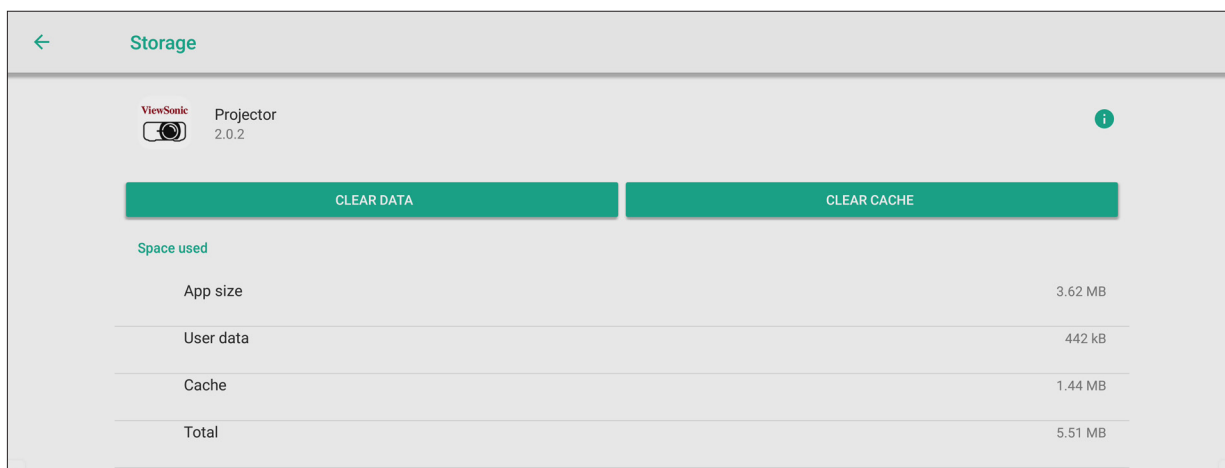 Storage
ViewSonic
Projector
2.0.2
CLEAR DATA CLEAR CACHE
Space used
App size 3.62 MB
User data 442 kB
Cache 1.44 MB
Total 5.51 MB